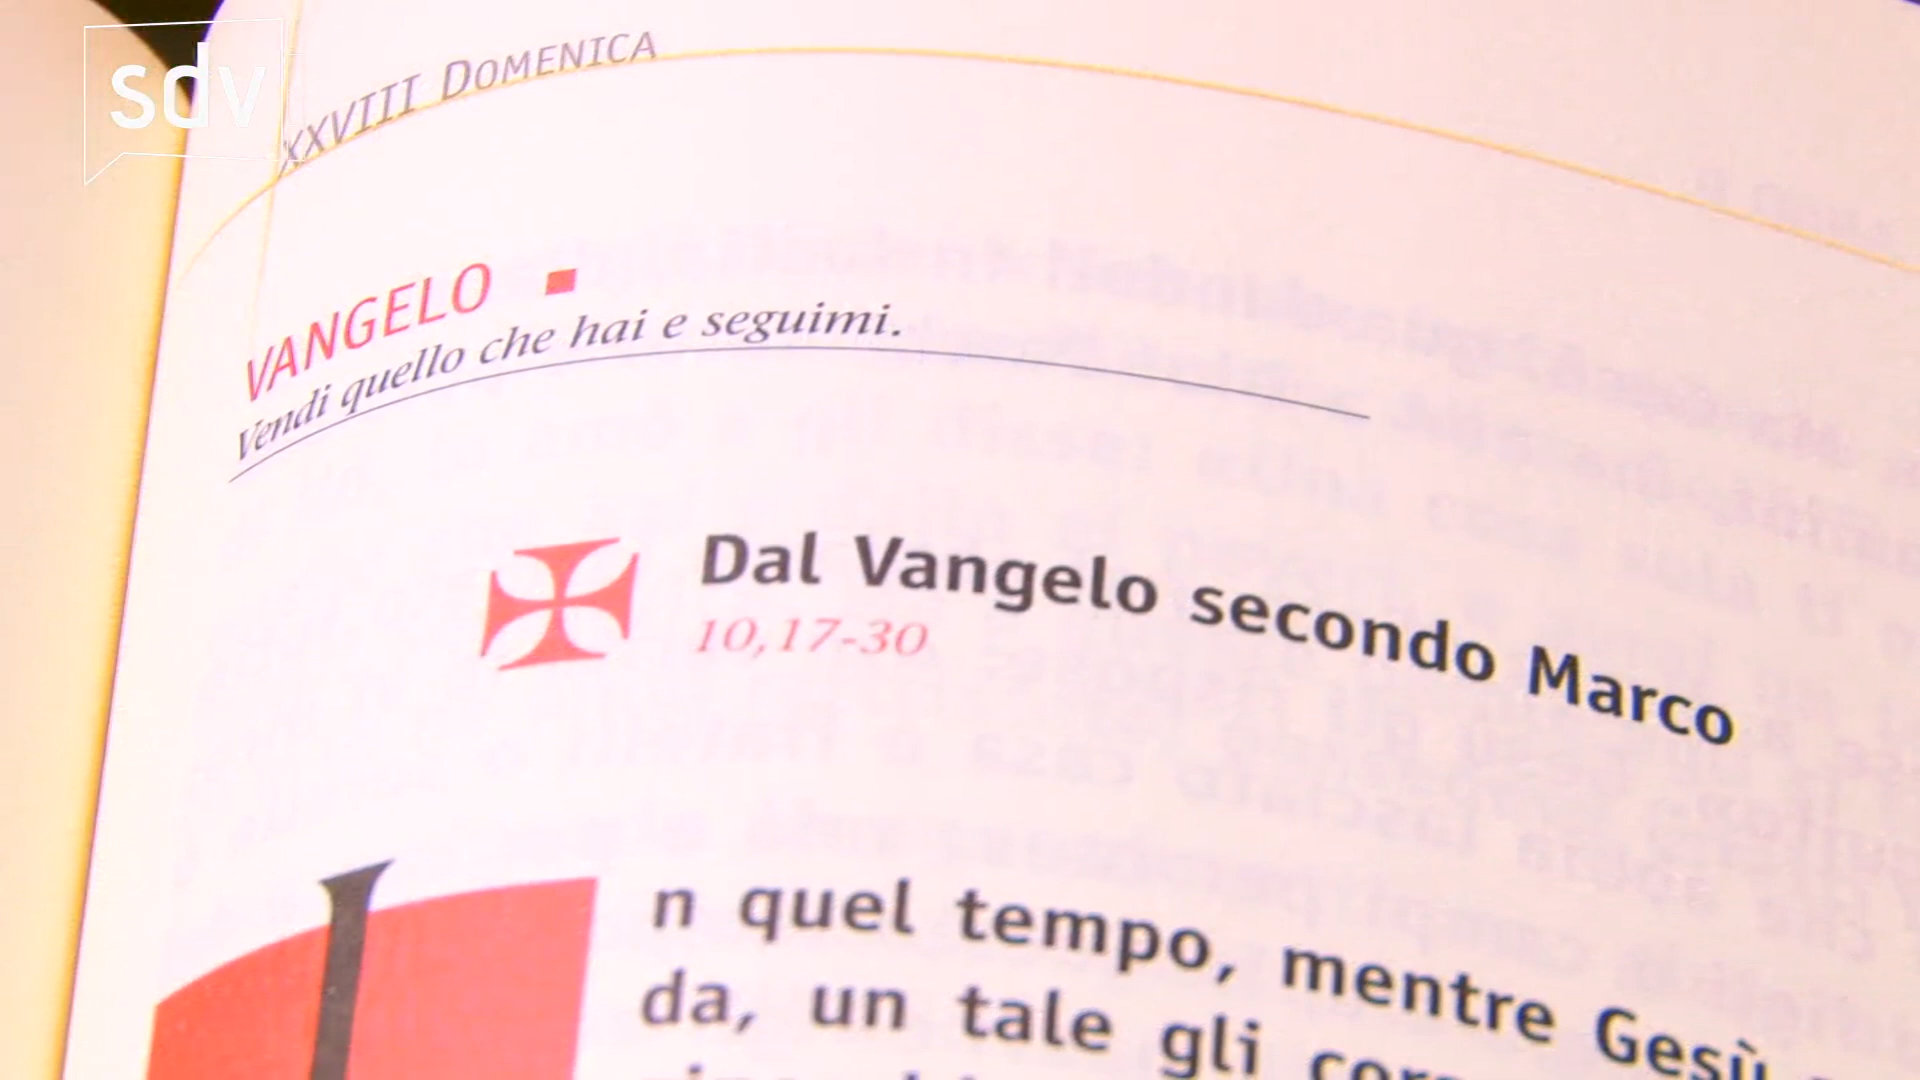 sdv
XXVIII DOMENICA
VANGELO
Vendi quello che hai e seguimi.
Dal Vangelo secondo Marco
10,17-30
In quel tempo, mentre Gesù
da, un tale gli